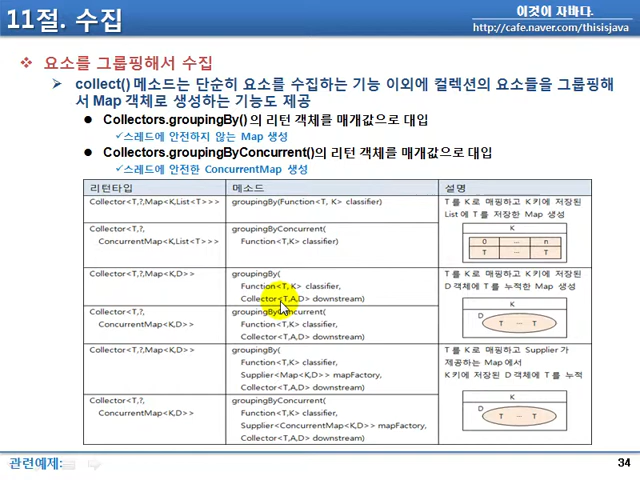 11절. 수집
이것이 자바다.
http://cafe.naver.com/thisisjava
❖ 요소를 그룹핑해서 수집
➢ collect() 메소드는 단순히 요소를 수집하는 기능 이외에 컬렉션의 요소들을 그룹핑해
서 Map 객체로 생성하는 기능도 제공
● Collectors.groupingBy() 의 리턴 객체를 매개값으로 대입
✓스레드에 안전하지 않는 Map 생성
● Collectors.groupingByConcurrent()의 리턴 객체를 매개값으로 대입
✓스레드에 안전한 ConcurrentMap 생성
리턴타입 메소드 설명
Collector<T,?,Map<K,List<T>>> groupingBy(Function<T, K> classifier)
T 를 K로 매핑하고 K키에 저장된
List에 T를 저장한 Map 생성
Collector<T,?,
ConcurrentMap<K,List<T>>>
groupingByConcurrent(
Function<T,K> classifier)
K
0 ... n
T ... T
Collector<T,?,Map<K,D>>
groupingBy(
Function<T, K> classifier,
Collector<T,A,D> downstream)
T 를 K로 매핑하고 K키에 저장된
D객체에 T를 누적한 Map 생성
Collector<T,?,
ConcurrentMap<K,D>>
groupingByConcurrent(
Function<T,K> classifier,
Collector<T,A,D> downstream)
K
D
T ... T
Collector<T,?,Map<K,D>>
groupingBy(
Function<T,K> classifier,
Supplier<Map<K,D>> mapFactory,
Collector<T,A,D> downstream)
T 를 K로 매핑하고 Supplier가
제공하는 Map에서
K키에 저장된 D객체에 T를 누적
Collector<T,?,
ConcurrentMap<K,D>>
groupingByConcurrent(
Function<T,K> classifier,
Supplier<ConcurrentMap<K,D>> mapFactory,
Collector<T,A,D> downstream)
K
D
T ... T
관련예제:
34